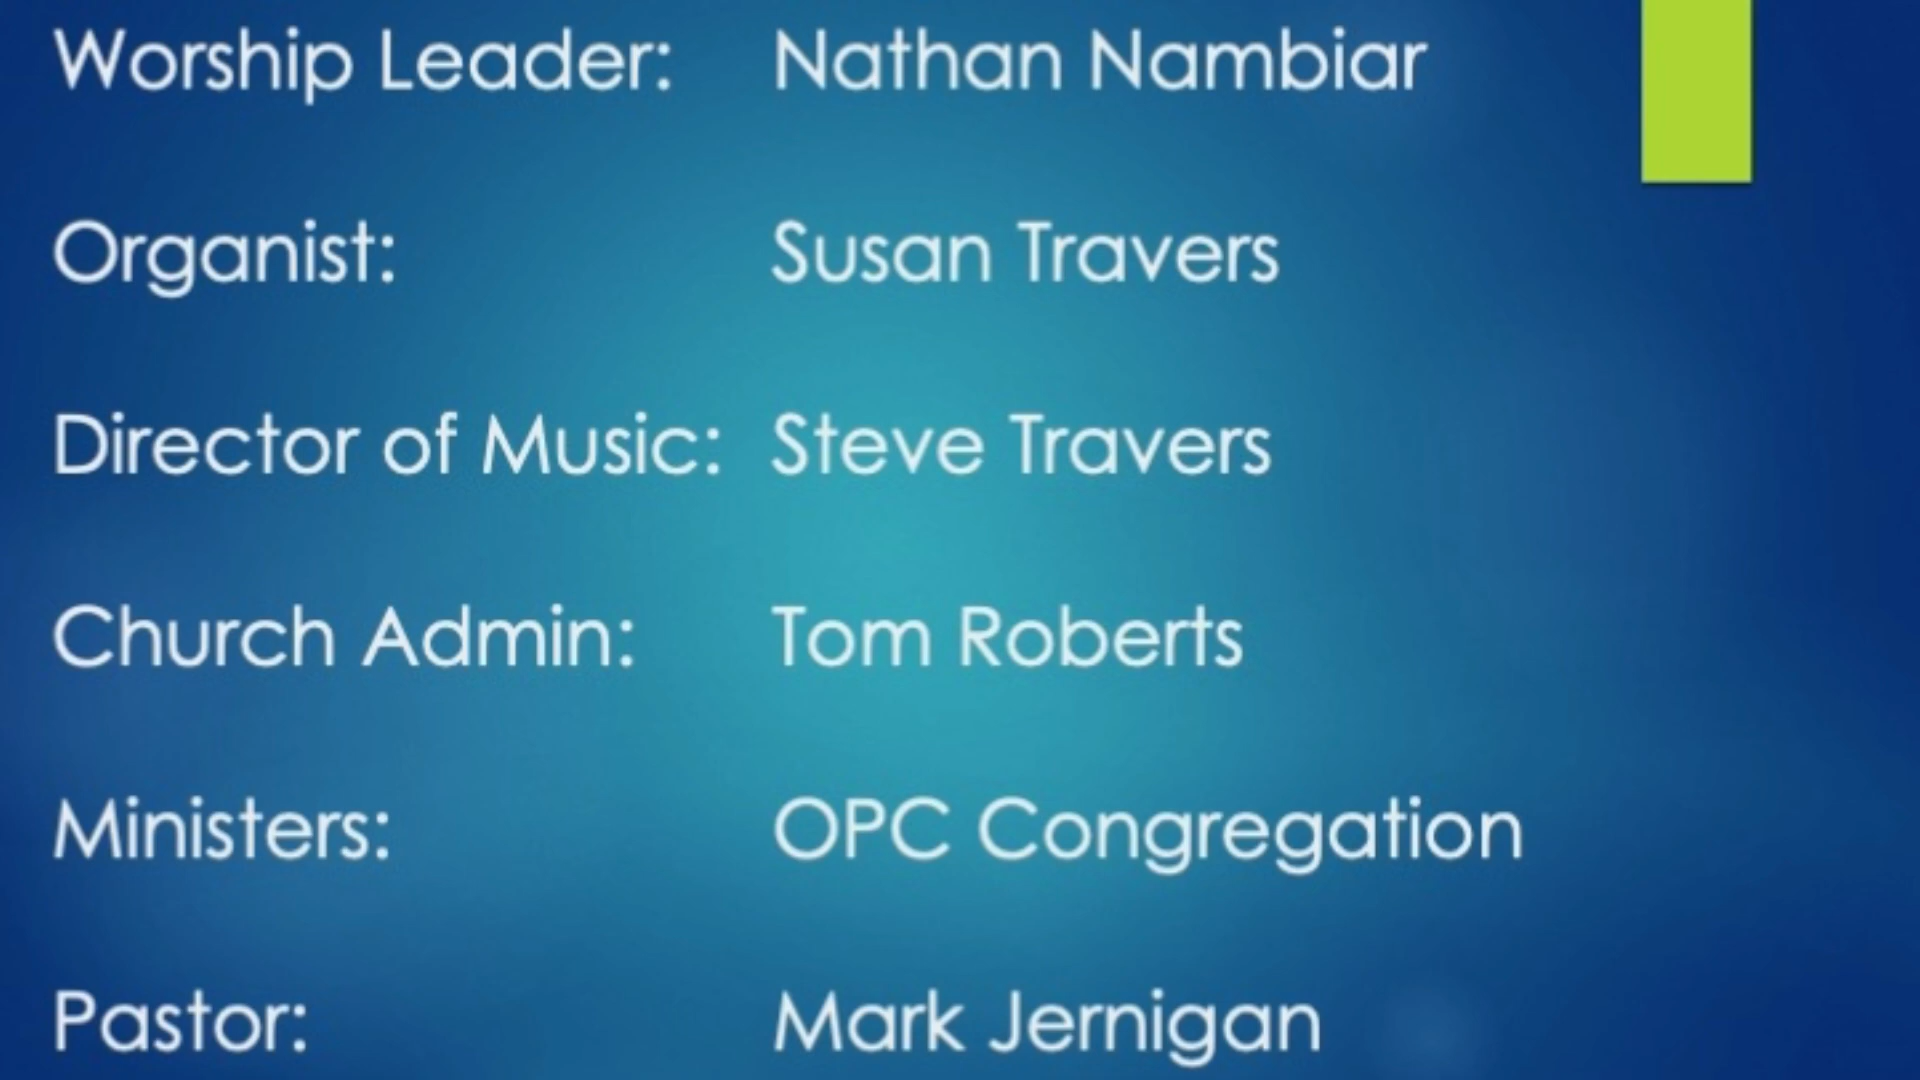 Worship Leader: Nathan Nambiar
Organist: Susan Travers
Director of Music: Steve Travers
Church Admin: Tom Roberts
Ministers: OPC Congregation
Pastor: Mark Jernigan